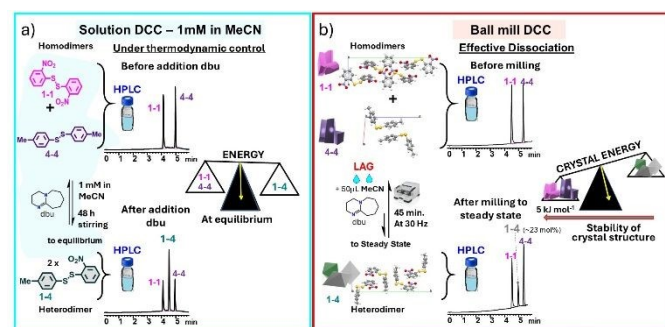 a) Solution DCC – 1mM in MeCN
Homodimers
Under thermodynamic control
Before addition dbu
NO2
S
S
O2N
1-1
+
HPLC
1-1
4-4
Me
S
S
Me
4-4
0 1 2 3 4 5 min
ENERGY
1-1
4-4
1-4
At equilibrium
1 mM in
MeCN
dbu
48 h
stirring
to equilibrium
After addition
dbu
1-4
HPLC
1-1
4-4
2 x
NO2
Me
S
S
1-4
Heterodimer
0 1 2 3 4 5 min
b) Ball mill DCC
Homodimers
Effective Dissociation
Before milling
1-1
+
4-4
HPLC
1-1
4-4
0 1 2 3 4 5 min
LAG
+ 50µL MeCN
dbu
45 min.
At 30 Hz
to Steady State
CRYSTAL ENERGY
5 kJ mol-1
Stability of
crystal structure
After milling to
steady state
1-4 (~23 mol%)
HPLC
1-1
4-4
1-4
Heterodimer
0 1 2 3 4 5 min